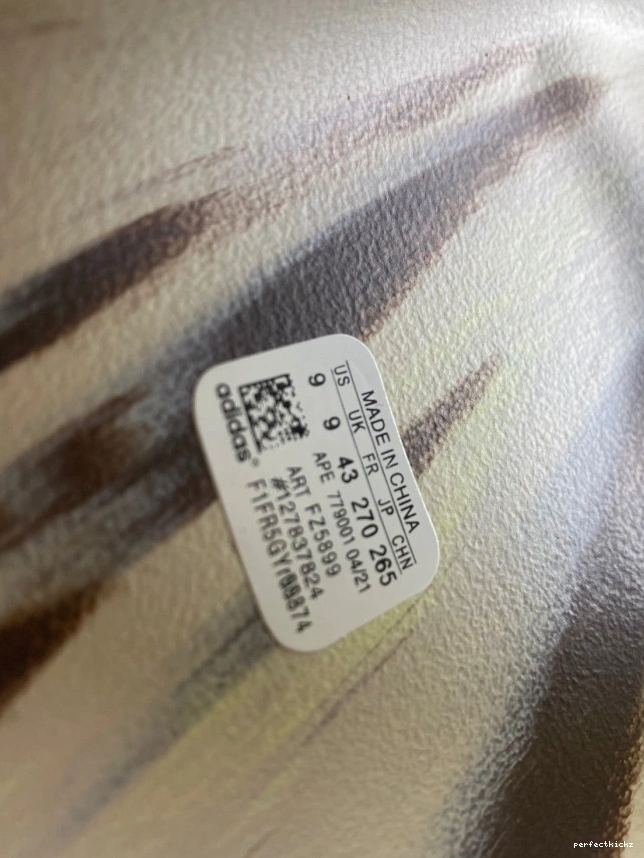 MADE IN CHINA
US UK FR JP CHN
9 9 43 270 265
APE 779001 04/21
ART FZ5899
#127837824
adidas®
perfectkickz